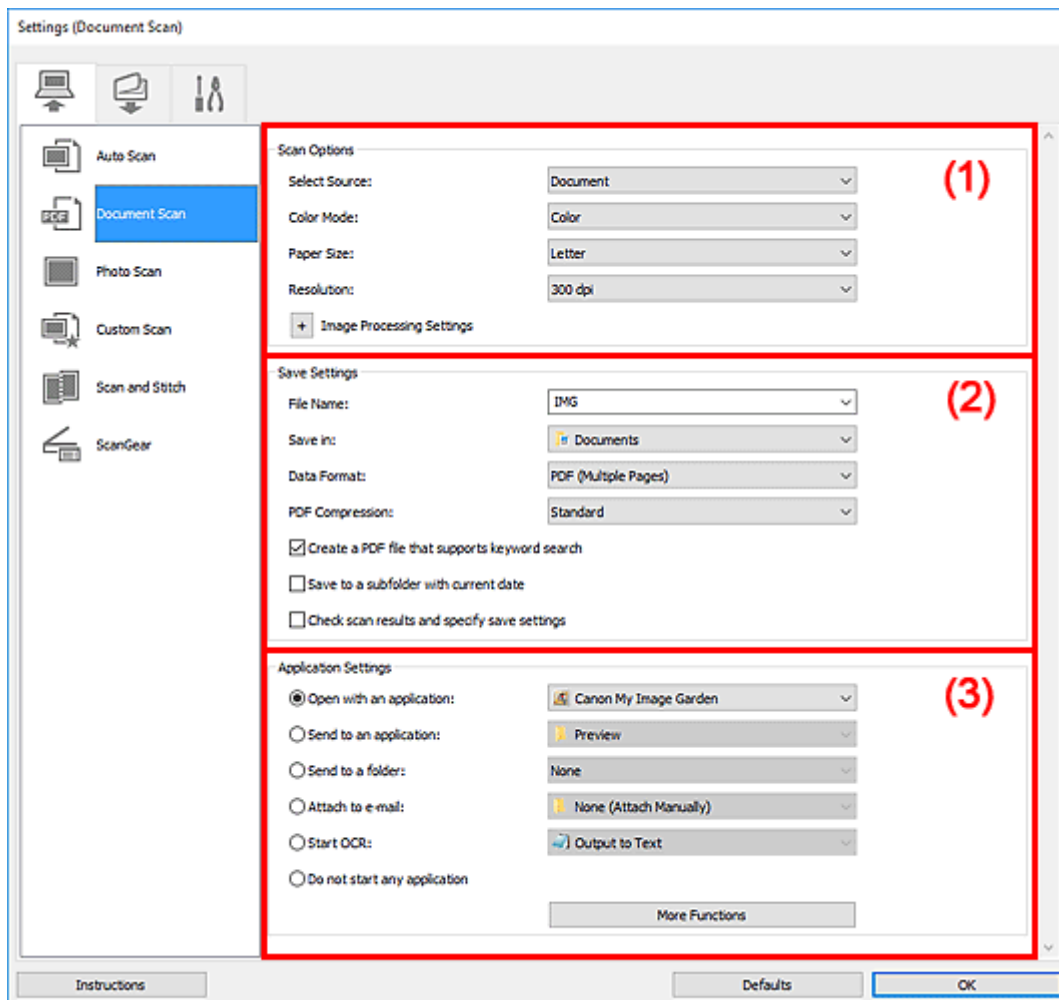 Settings (Document Scan)
Auto Scan
Document Scan
Photo Scan
Custom Scan
Scan and Stitch
ScanGear
Scan Options
(1)
Select Source: Document
Color Mode: Color
Paper Size: Letter
Resolution: 300 dpi
+ Image Processing Settings
Save Settings
(2)
File Name: IMG
Save in: Documents
Data Format: PDF (Multiple Pages)
PDF Compression: Standard
Create a PDF file that supports keyword search
Save to a subfolder with current date
Check scan results and specify save settings
Application Settings
(3)
Open with an application: Canon My Image Garden
Send to an application: Preview
Send to a folder: None
Attach to e-mail: None (Attach Manually)
Start OCR: Output to Text
Do not start any application
More Functions
Instructions Defaults OK